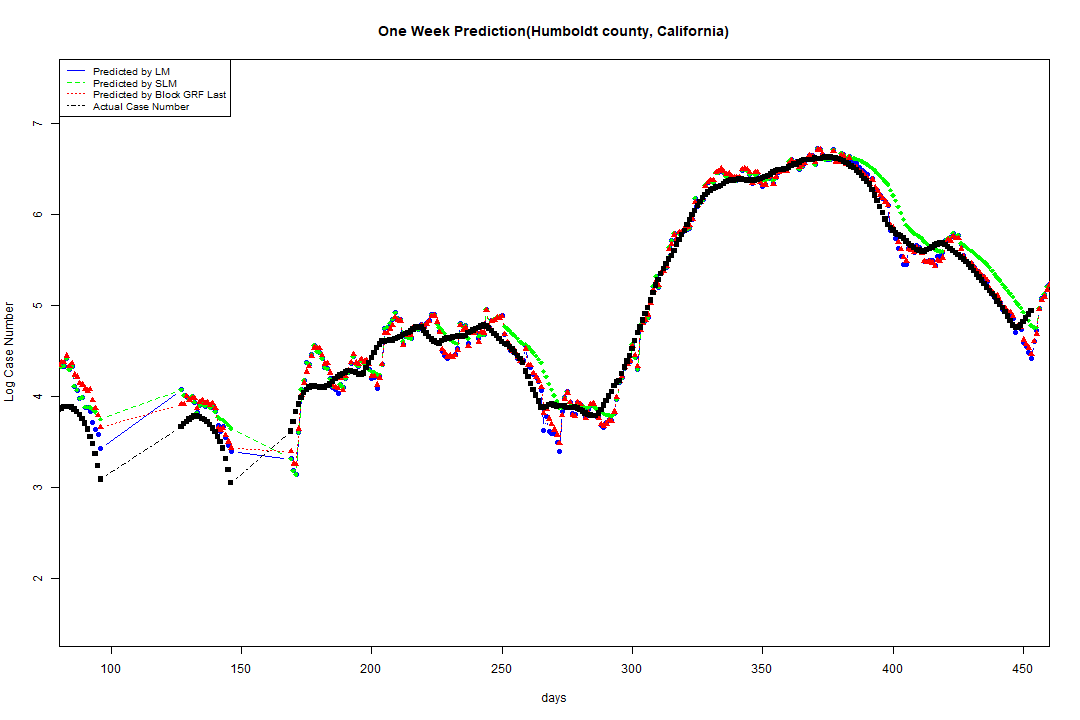 One Week Prediction(Humboldt county, California)
Predicted by LM
Predicted by SLM
Predicted by Block GRF Last
Actual Case Number
Log Case Number
7
6
5
4
3
2
100 150 200 250 300 350 400 450
days